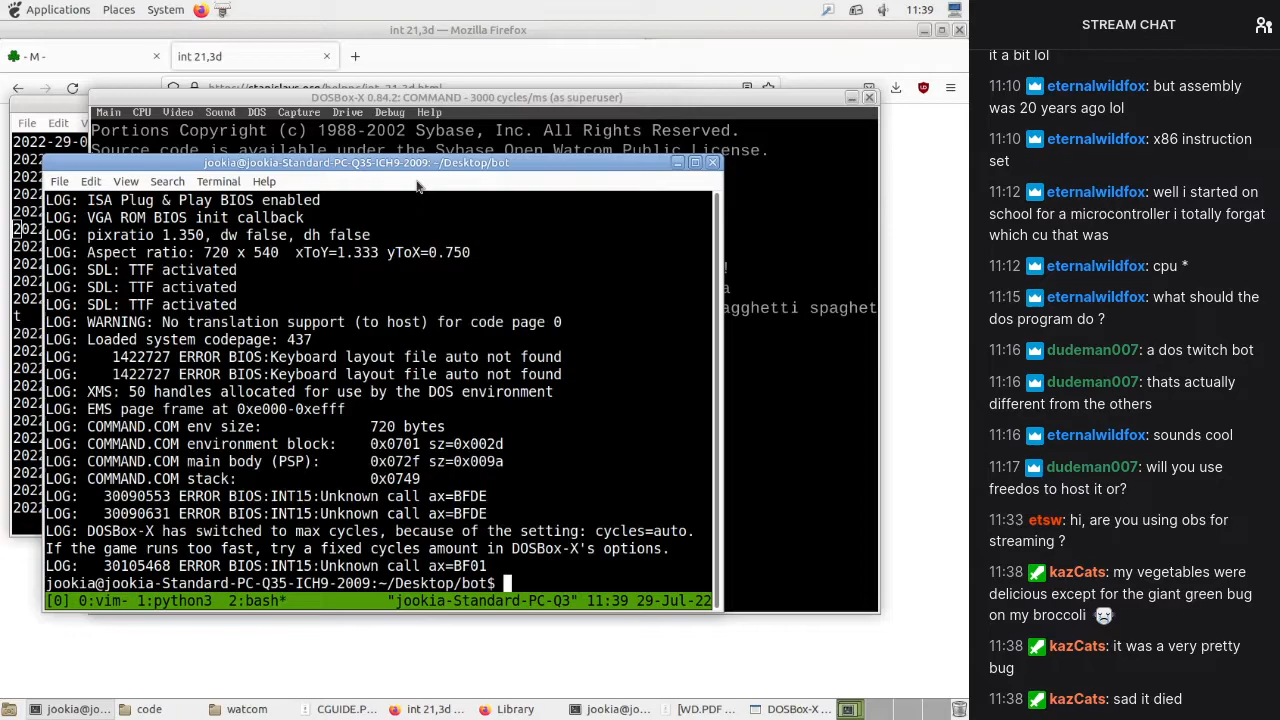 Applications Places System 11:39
int 21,3d — Mozilla Firefox
- M - × int 21,3d × +
DOSBox-X 0.84.2: COMMAND - 3000 cycles/ms (as superuser)
Main CPU Video Sound DOS Capture Drive Debug Help
File Edit
2022-29-0
Portions Copyright (c) 1988-2002 Sybase, Inc. All Rights Reserved.
Source code is available under the Sybase Open Watcom Public License.
agghetti spaghet
jookia@jookia-Standard-PC-Q35-ICH9-2009: ~/Desktop/bot
File Edit View Search Terminal Help
LOG: ISA Plug & Play BIOS enabled
LOG: VGA ROM BIOS init callback
LOG: pixratio 1.350, dw false, dh false
LOG: Aspect ratio: 720 x 540 xToY=1.333 yToX=0.750
LOG: SDL: TTF activated
LOG: SDL: TTF activated
LOG: SDL: TTF activated
LOG: WARNING: No translation support (to host) for code page 0
LOG: Loaded system codepage: 437
LOG: 1422727 ERROR BIOS:Keyboard layout file auto not found
LOG: 1422727 ERROR BIOS:Keyboard layout file auto not found
LOG: XMS: 50 handles allocated for use by the DOS environment
LOG: EMS page frame at 0xe000-0xefff
LOG: COMMAND.COM env size: 720 bytes
LOG: COMMAND.COM environment block: 0x0701 sz=0x002d
LOG: COMMAND.COM main body (PSP): 0x072f sz=0x009a
LOG: COMMAND.COM stack: 0x0749
LOG: 30090553 ERROR BIOS:INT15:Unknown call ax=BFDE
LOG: 30090631 ERROR BIOS:INT15:Unknown call ax=BFDE
LOG: DOSBox-X has switched to max cycles, because of the setting: cycles=auto.
If the game runs too fast, try a fixed cycles amount in DOSBox-X's options.
LOG: 30105468 ERROR BIOS:INT15:Unknown call ax=BF01
jookia@jookia-Standard-PC-Q35-ICH9-2009:~/Desktop/bot$
[0] 0:vim- 1:python3 2:bash* "jookia-Standard-PC-Q3" 11:39 29-Jul-22
jookia@jo... code watcom CGUIDE.P... int 21,3d ... Library jookia@jo... [WD.PDF ... DOSBox-X ...
STREAM CHAT
it a bit lol
11:10 eternalwildfox: but assembly
was 20 years ago lol
11:10 eternalwildfox: x86 instruction
set
11:12 eternalwildfox: well i started on
school for a microcontroller i totally forgat
which cu that was
11:12 eternalwildfox: cpu *
11:15 eternalwildfox: what should the
dos program do ?
11:16 dudeman007: a dos twitch bot
11:16 dudeman007: thats actually
different from the others
11:16 eternalwildfox: sounds cool
11:17 dudeman007: will you use
freedos to host it or?
11:33 etsw: hi, are you using obs for
streaming ?
11:38 kazCats: my vegetables were
delicious except for the giant green bug
on my broccoli
11:38 kazCats: it was a very pretty
bug
11:38 kazCats: sad it died